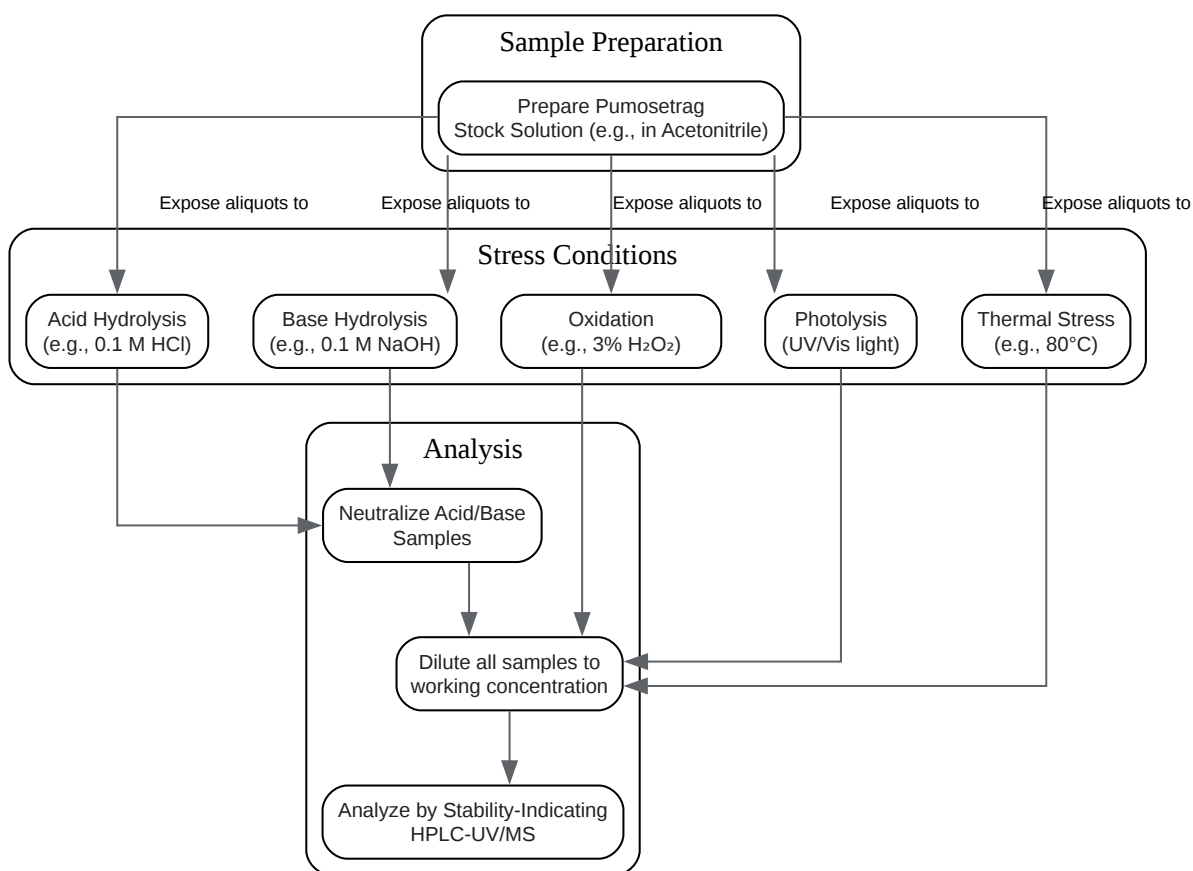 Sample Preparation
Prepare Pumosetrag
Stock Solution (e.g., in Acetonitrile)
Expose aliquots to
Expose aliquots to
Expose aliquots to
Expose aliquots to
Expose aliquots to
Stress Conditions
Acid Hydrolysis
(e.g., 0.1 M HCl)
Base Hydrolysis
(e.g., 0.1 M NaOH)
Oxidation
(e.g., 3% H₂O₂)
Photolysis
(UV/Vis light)
Thermal Stress
(e.g., 80°C)
Analysis
Neutralize Acid/Base
Samples
Dilute all samples to
working concentration
Analyze by Stability-Indicating
HPLC-UV/MS